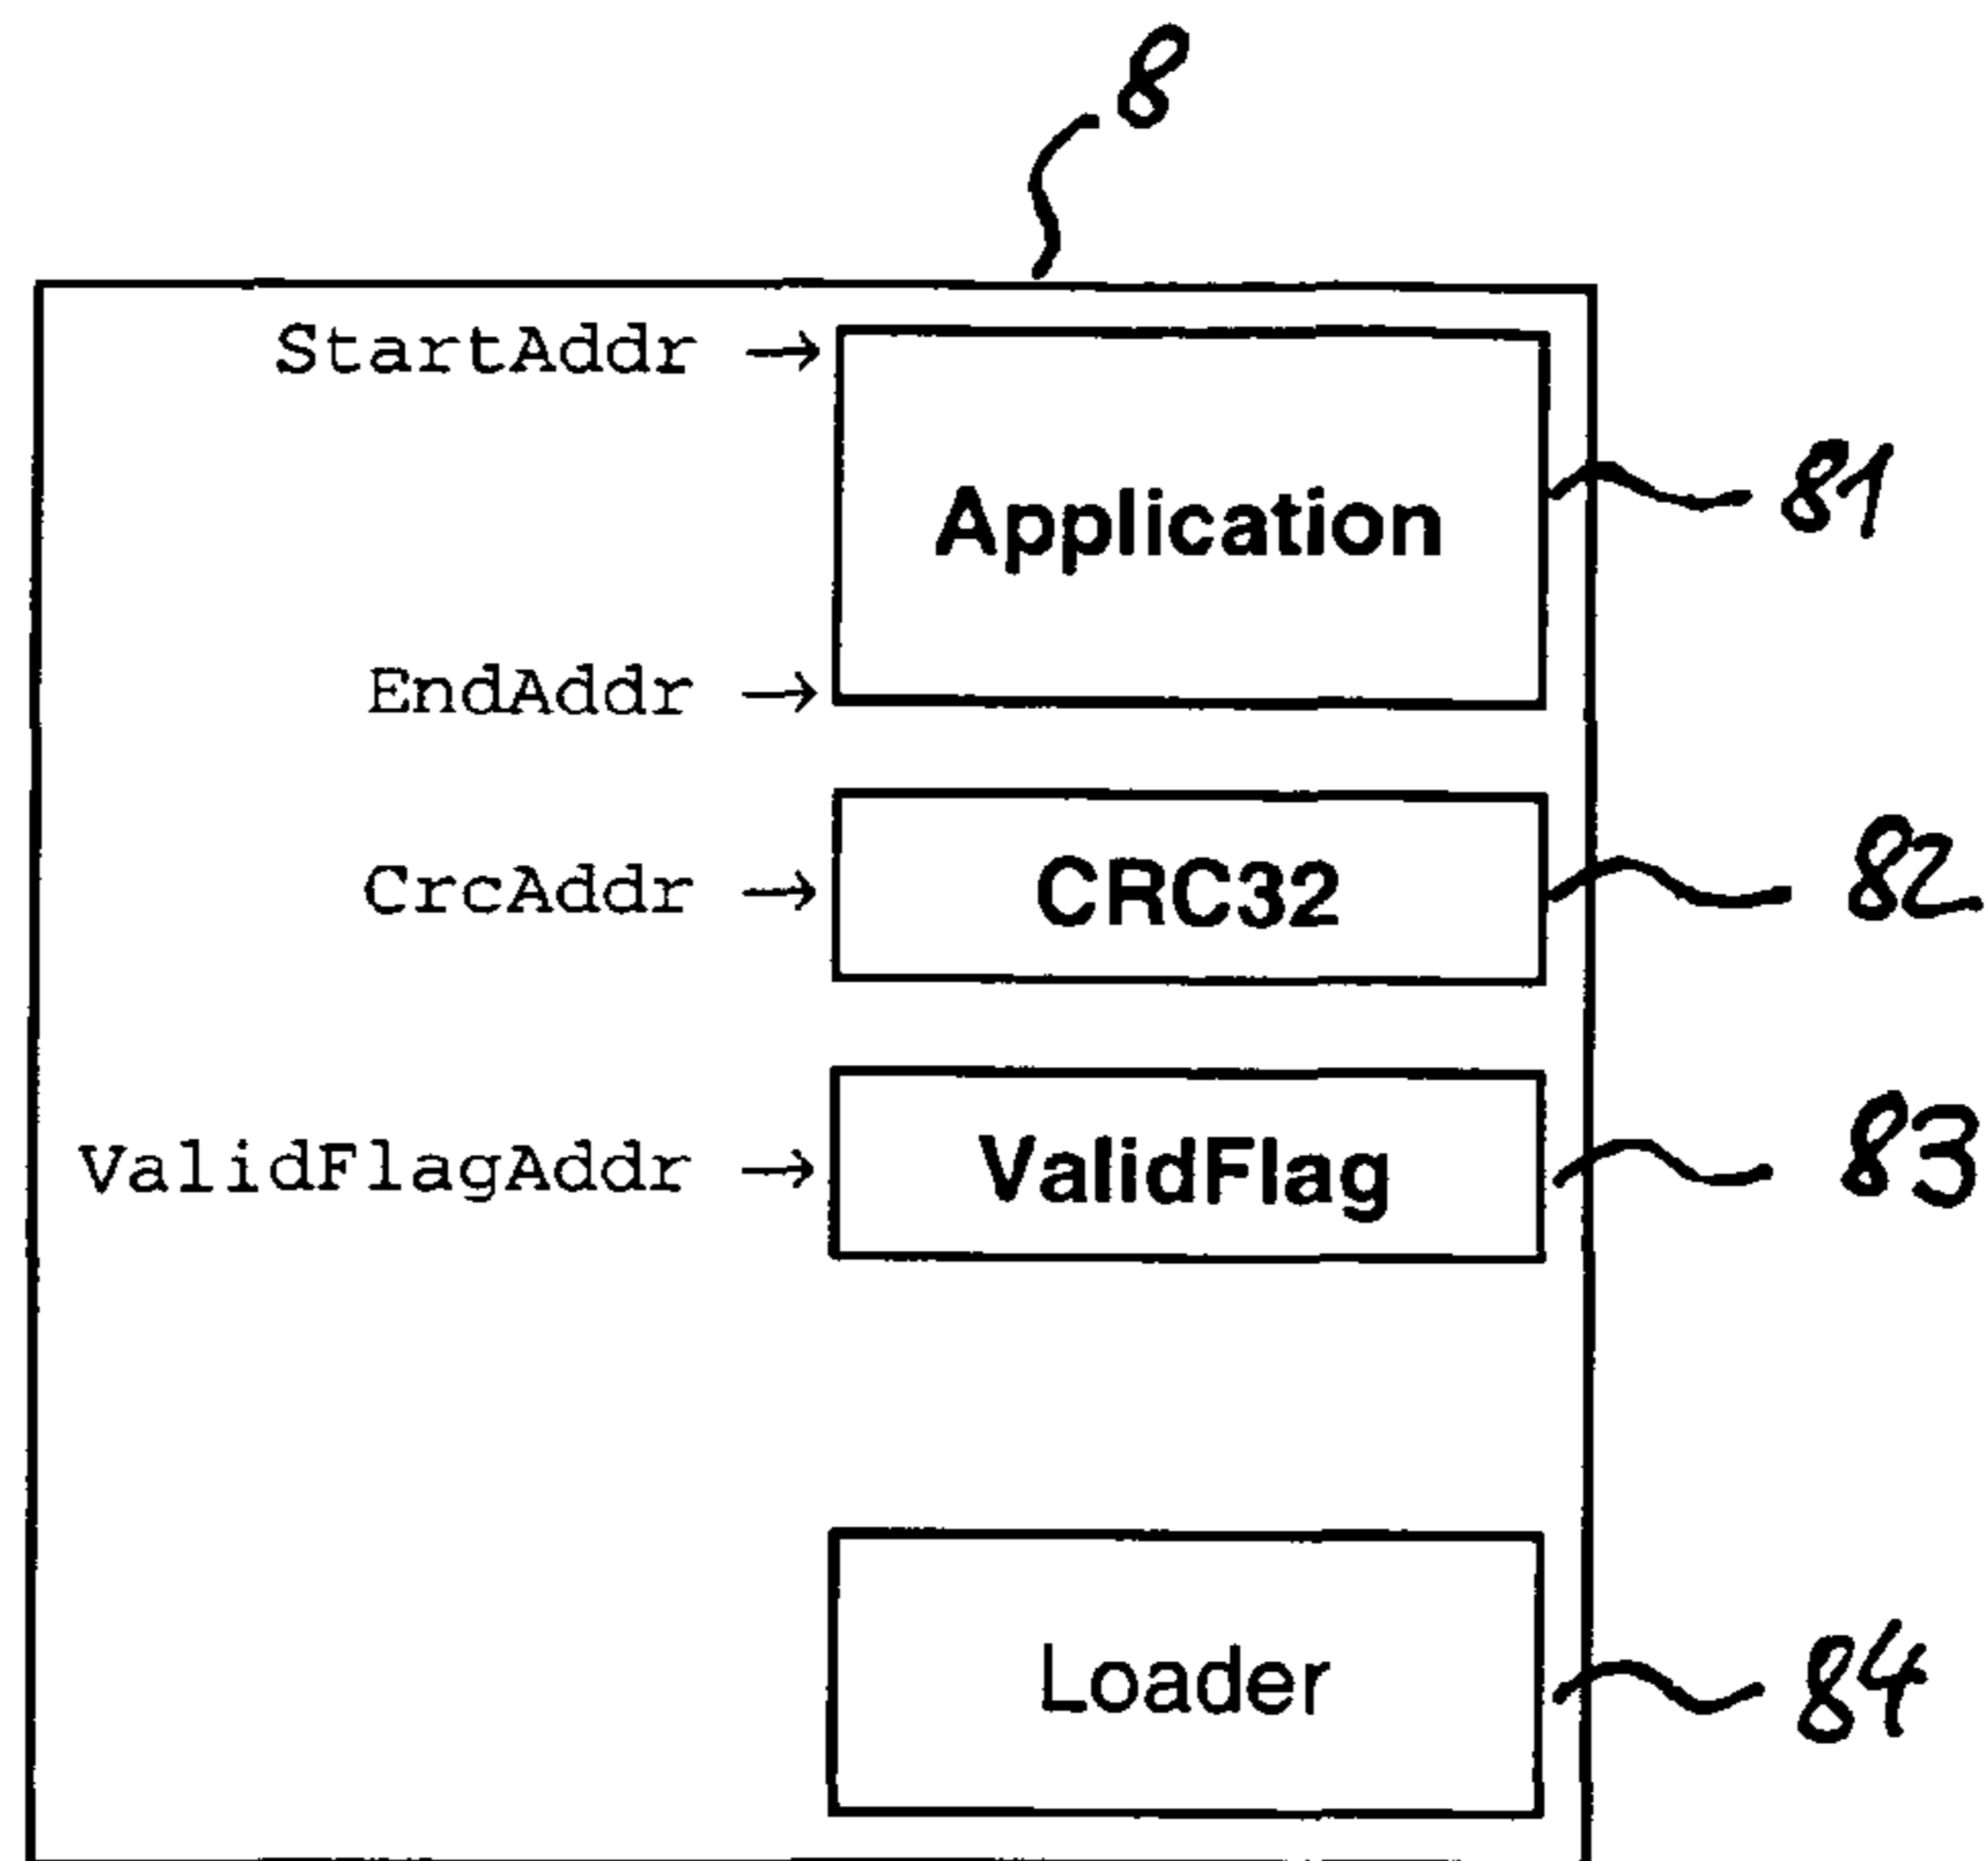 8
StartAddr →
Application
81
EndAddr →
CrcAddr → CRC32 82
ValidFlagAddr → ValidFlag 83
Loader 84